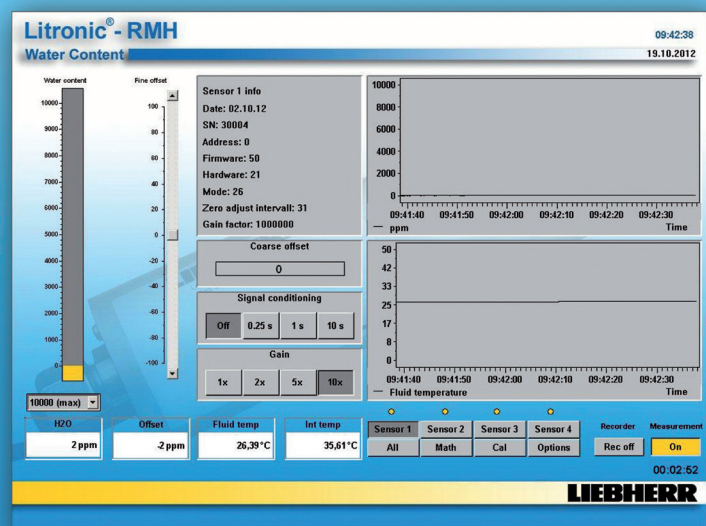 Litronic®- RMH
09:42:38
Water Content
19.10.2012
Water content
10000
9000
8000
7000
6000
5000
4000
3000
2000
1000
0
10000 (max)
Fine offset
100
80
60
40
20
0
-20
-40
-60
-80
-100
Sensor 1 info
Date: 02.10.12
SN: 30004
Address: 0
Firmware: 50
Hardware: 21
Mode: 26
Zero adjust intervall: 31
Gain factor: 1000000
Coarse offset
0
Signal conditioning
Off 0.25 s 1 s 10 s
Gain
1x 2x 5x 10x
10000
8000
6000
4000
2000
0
09:41:40 09:41:50 09:42:00 09:42:10 09:42:20 09:42:30
ppm Time
50
42
33
25
17
8
0
09:41:40 09:41:50 09:42:00 09:42:10 09:42:20 09:42:30
Fluid temperature Time
H2O Offset Fluid temp Int temp
2 ppm -2 ppm 26,39°C 35,61°C
Sensor 1 Sensor 2 Sensor 3 Sensor 4
All Math Cal Options
Recorder Measurement
Rec off On
00:02:52
LIEBHERR